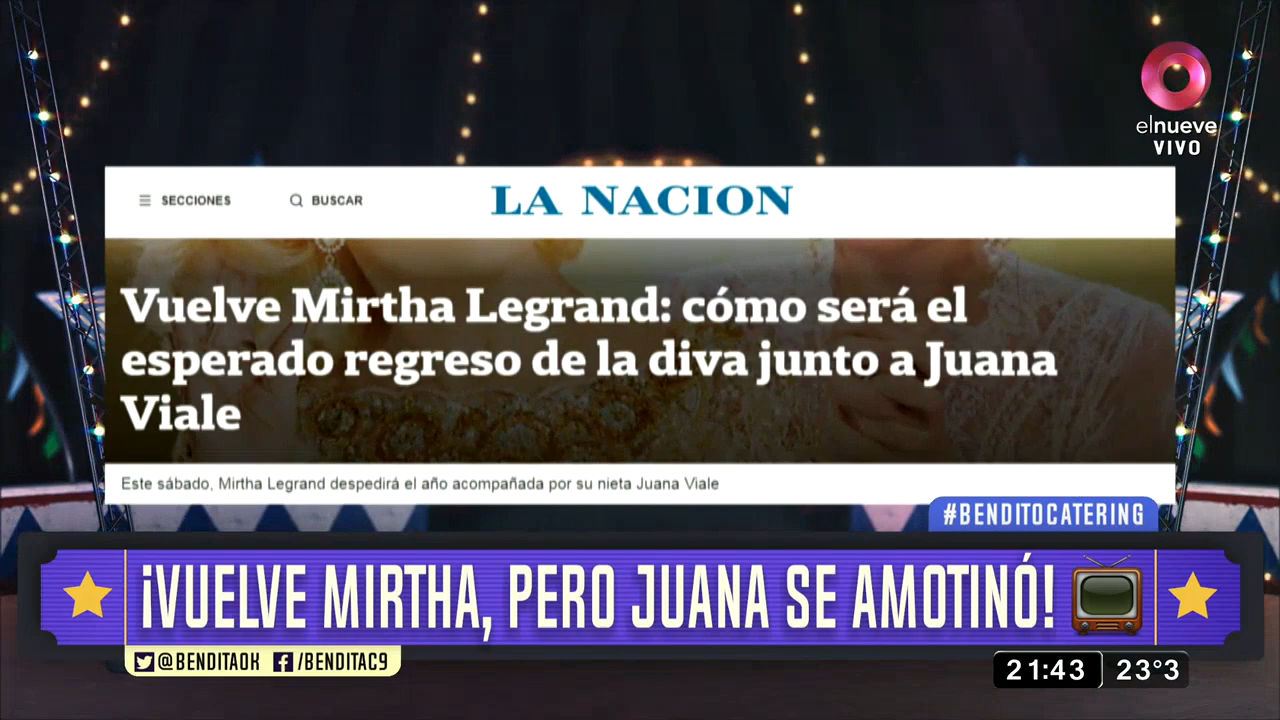 elnueve
VIVO
SECCIONES
BUSCAR
LA NACION
Vuelve Mirtha Legrand: cómo será el
esperado regreso de la diva junto a Juana
Viale
Este sábado, Mirtha Legrand despedirá el año acompañada por su nieta Juana Viale
#BENDITOCATERING
¡VUELVE MIRTHA, PERO JUANA SE AMOTINÓ!
@BENDITAOK
/BENDITAC9
21:43
23°3